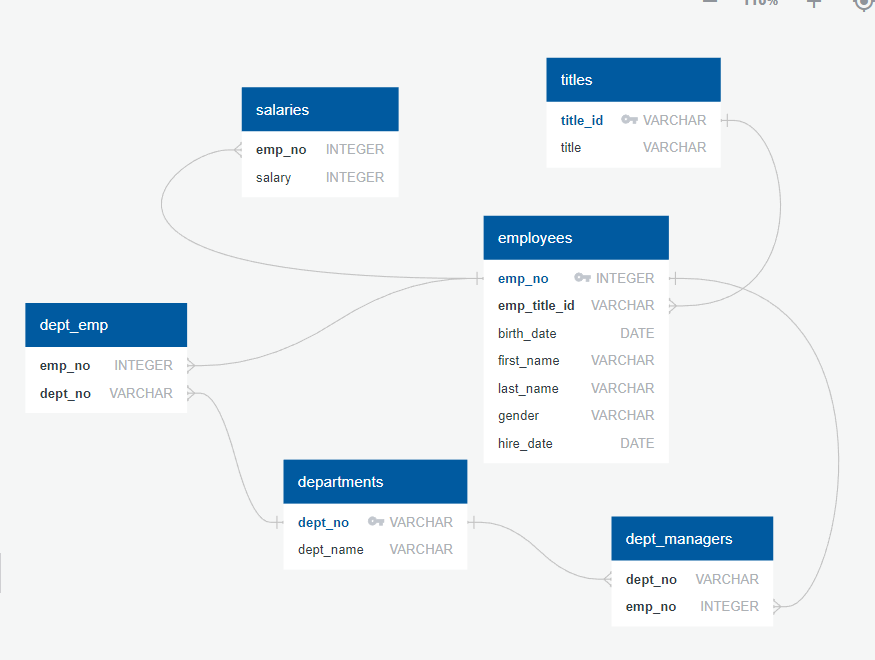 110%
titles
title_id VARCHAR
title VARCHAR
salaries
emp_no INTEGER
salary INTEGER
employees
emp_no INTEGER
emp_title_id VARCHAR
birth_date DATE
first_name VARCHAR
last_name VARCHAR
gender VARCHAR
hire_date DATE
dept_emp
emp_no INTEGER
dept_no VARCHAR
departments
dept_no VARCHAR
dept_name VARCHAR
dept_managers
dept_no VARCHAR
emp_no INTEGER